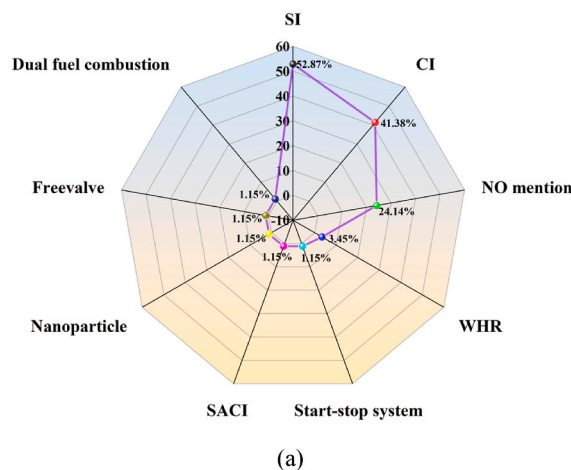 SI
60
52.87%
50
Dual fuel combustion
CI
40
41.38%
30
20
10
Freevalve
NO mention
1.15%
0
24.14%
1.15%
-10
1.15%
3.45%
1.15%
1.15%
Nanoparticle
WHR
SACI
Start-stop system
(a)